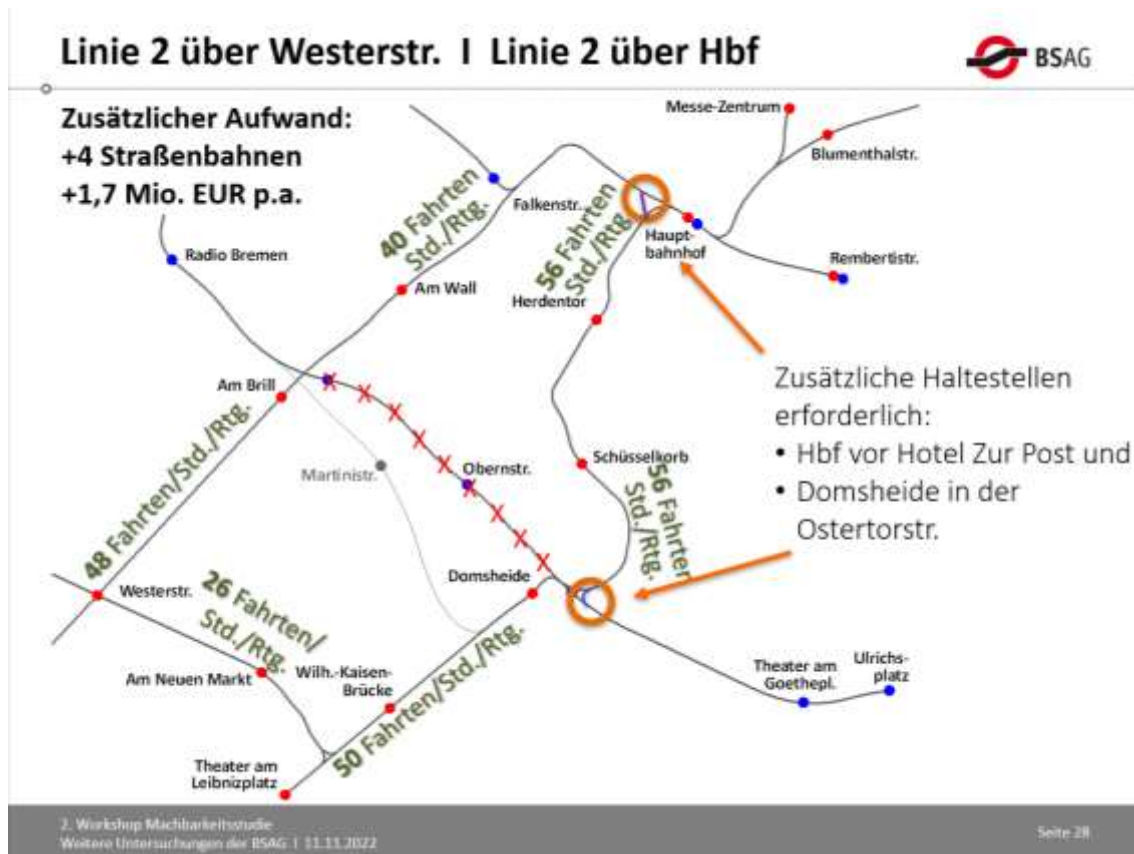 Linie 2 über Westerstr. I Linie 2 über Hbf
BSAG
Zusätzlicher Aufwand:
+4 Straßenbahnen
+1,7 Mio. EUR p.a.
Messe-Zentrum
Blumenthalstr.
Falkenstr.
40 Fahrten
Std./Rtg.
56 Fahrten
Std./Rtg.
Haupt-
bahnhof
Rembertistr.
Radio Bremen
Am Wall
Herdentor
Am Brill
48 Fahrten/Std./Rtg.
Martinistr.
Obernstr.
Schüsselkorb
56 Fahrten
Std./Rtg.
Zusätzliche Haltestellen
erforderlich:
• Hbf vor Hotel Zur Post und
• Domsheide in der
Ostertorstr.
Domsheide
Westerstr.
26 Fahrten/
Std./Rtg.
Am Neuen Markt
Wilh.-Kaisen-
Brücke
50 Fahrten/Std./Rtg.
Theater am
Goethepl.
Ulrichs-
platz
Theater am
Leibnizplatz
2. Workshop Machbarkeitsstudie
Weitere Untersuchungen der BSAG I 11.11.2022
Seite 28